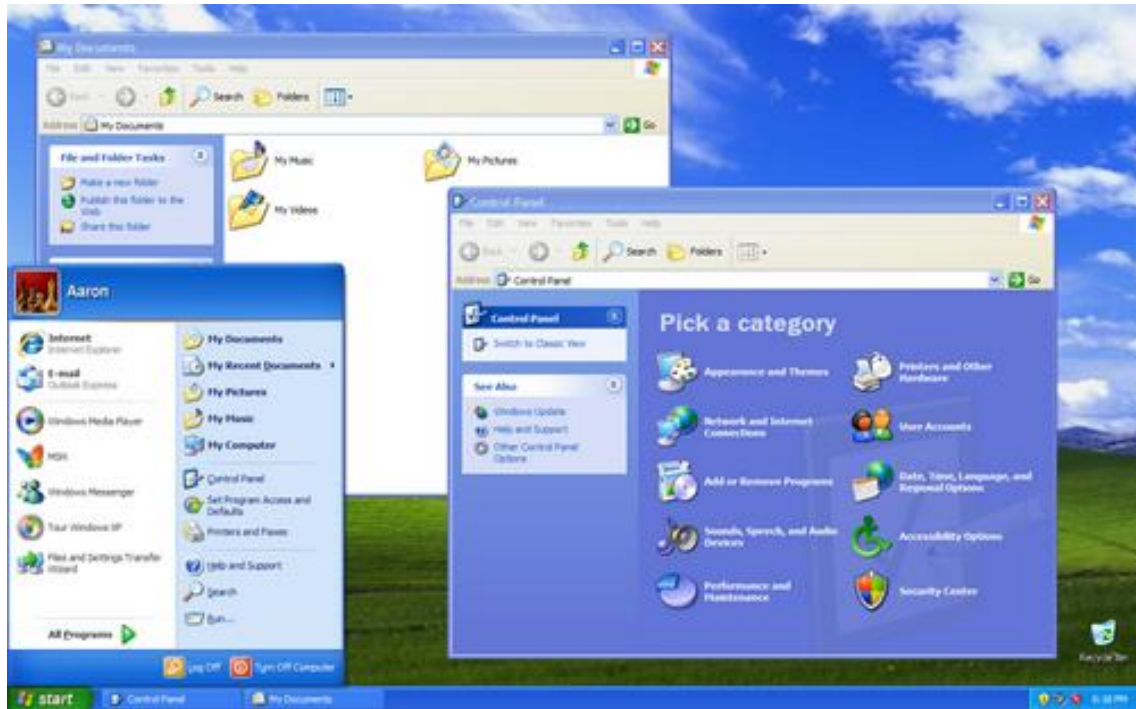 My Documents
File Edit View Favorites Tools Help
Back Search Folders
Address My Documents Go
File and Folder Tasks
Make a new folder
Publish this folder to the
Web
Share this folder
My Music
My Pictures
My Videos
Control Panel
File Edit View Favorites Tools Help
Back Search Folders
Address Control Panel Go
Control Panel
Switch to Classic View
See Also
Windows Update
Help and Support
Other Control Panel
Options
Pick a category
Appearance and Themes
Printers and Other
Hardware
Network and Internet
Connections
User Accounts
Add or Remove Programs
Date, Time, Language, and
Regional Options
Sounds, Speech, and Audio
Devices
Accessibility Options
Performance and
Maintenance
Security Center
Aaron
Internet
Internet Explorer
E-mail
Outlook Express
Windows Media Player
MSN
Windows Messenger
Tour Windows XP
Files and Settings Transfer
Wizard
All Programs
My Documents
My Recent Documents
My Pictures
My Music
My Computer
Control Panel
Set Program Access and
Defaults
Printers and Faxes
Help and Support
Search
Run...
Log Off Turn Off Computer
Recycle Bin
start Control Panel My Documents